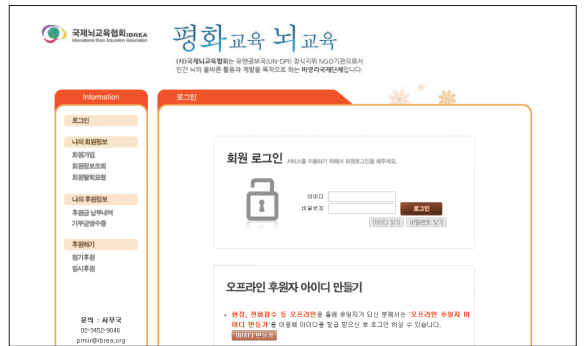 국제뇌교육협회 IBREA
International Brain Education Association
평화교육 뇌교육
(사)국제뇌교육협회는 유엔공보국(UN-DPI) 정식지위 NGO기관으로서
인간 뇌의 올바른 활용과 계발을 목적으로 하는 비영리국제단체입니다.
Information
로그인
나의 회원정보
회원가입
회원정보조회
회원탈퇴요청
나의 후원정보
후원금 납부내역
기부금영수증
후원하기
정기후원
일시후원
문의 : 사무국
02-3452-9046
pmir@ibrea.org
로그인
회원 로그인 서비스를 이용하기 위해서 회원로그인을 해주세요.
아이디
비밀번호
로그인
아이디 찾기 비밀번호 찾기
오프라인 후원자 아이디 만들기
• 현장, 전화접수 등 오프라인을 통해 후원자가 되신 분께서는 '오프라인 후원자 아
이디 만들기'를 이용해 아이디를 발급 받으신 후 로그인 하실 수 있습니다.
아이디 만들기